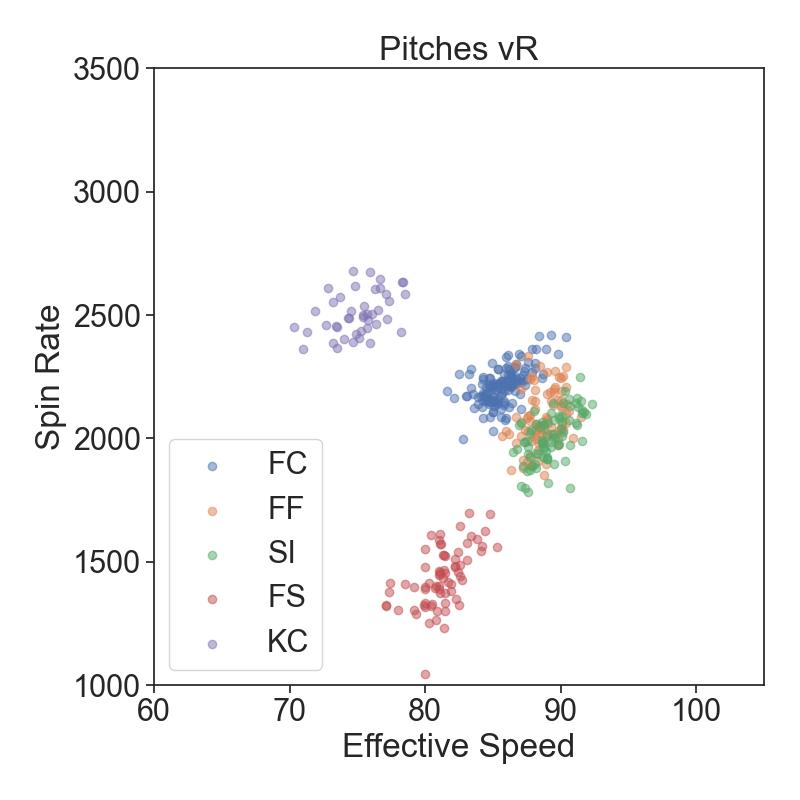 Pitches vR
3500
3000
2500
2000
1500
1000
Spin Rate
FC
FF
SI
FS
KC
60 70 80 90 100
Effective Speed